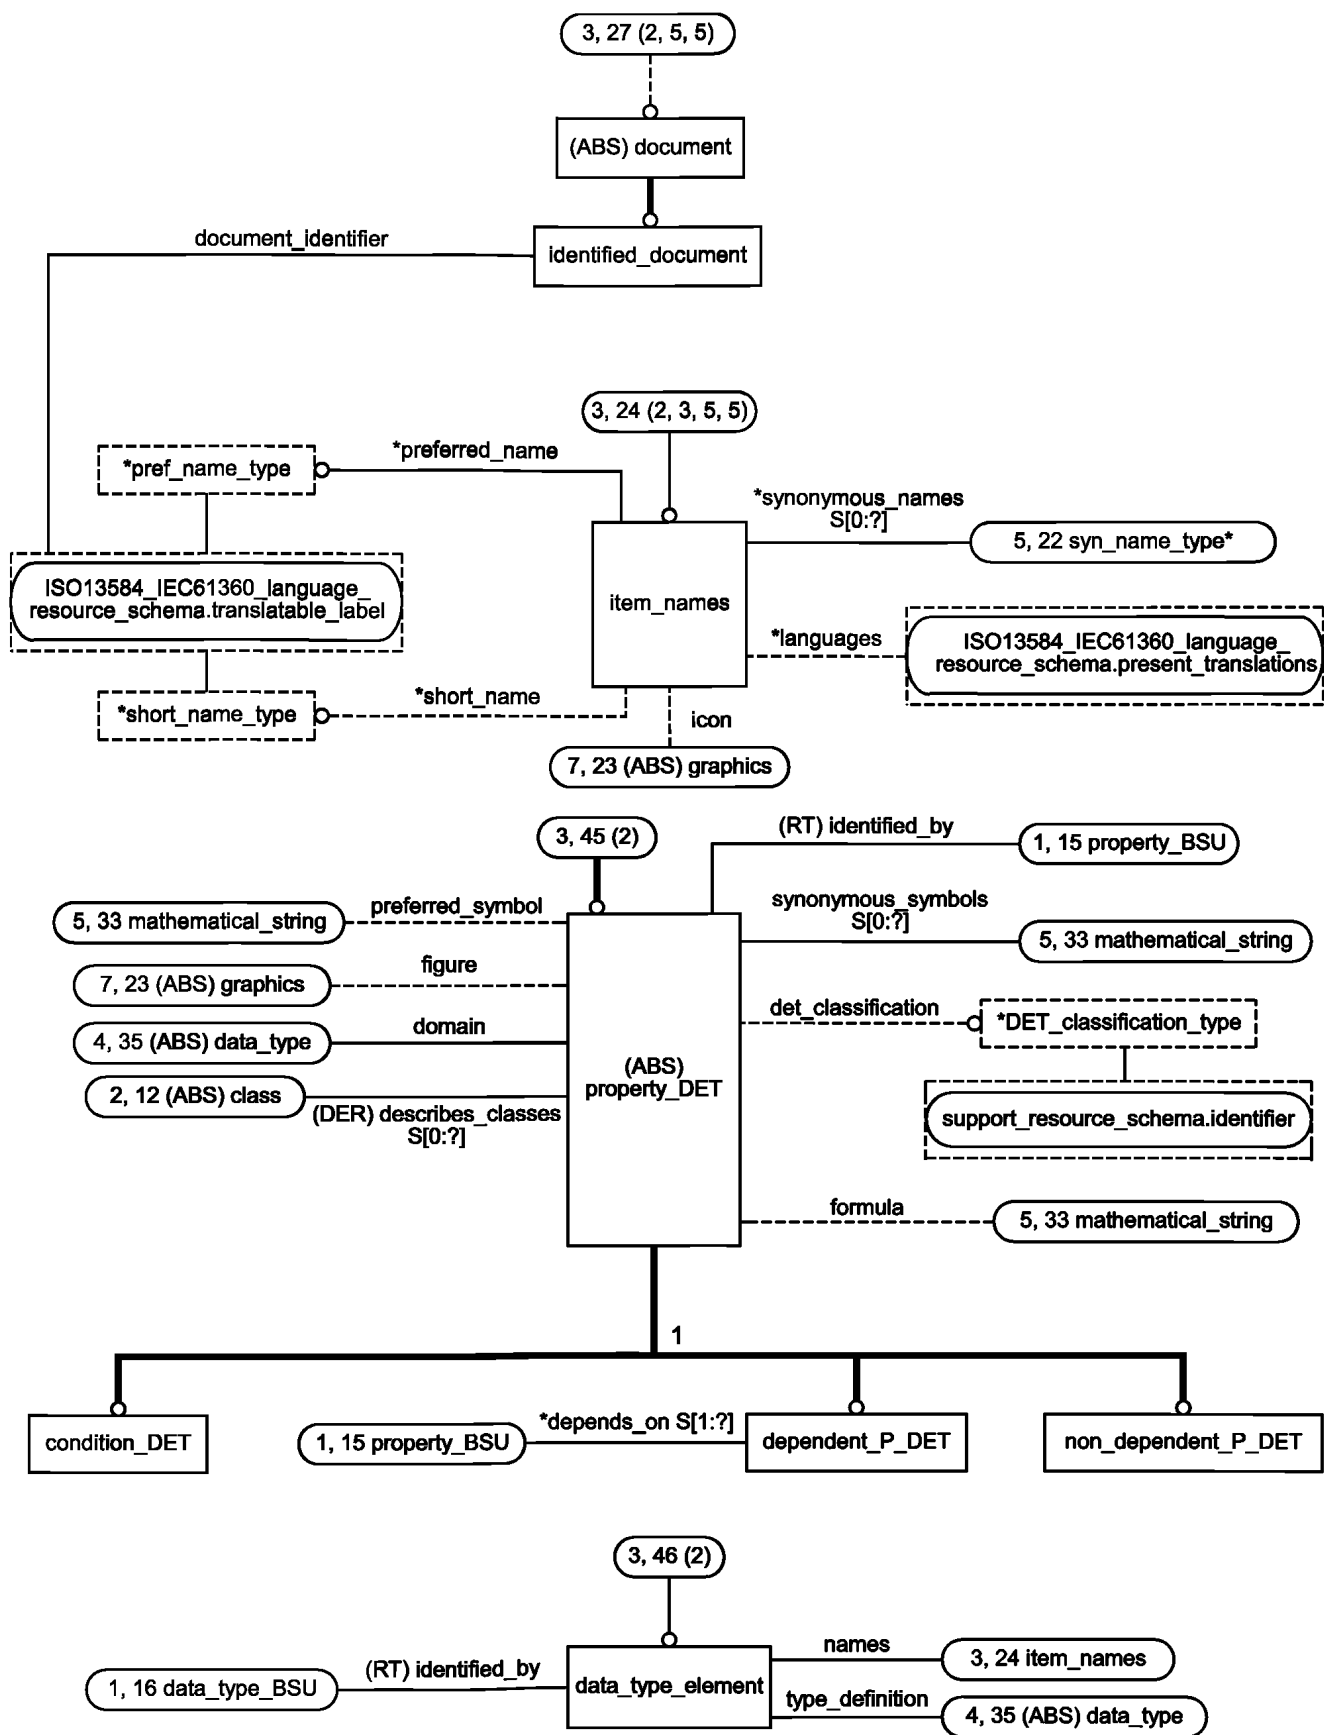 3, 27 (2, 5, 5)
(ABS) document
document_identifier
identified_document
3, 24 (2, 3, 5, 5)
*pref_name_type
*preferred_name
*synonymous_names
S[0:?]
5, 22 syn_name_type*
ISO13584_IEC61360_language_
resource_schema.translatable_label
item_names
*languages
ISO13584_IEC61360_language_
resource_schema.present_translations
*short_name_type
*short_name
icon
7, 23 (ABS) graphics
3, 45 (2)
(RT) identified_by
1, 15 property_BSU
5, 33 mathematical_string
preferred_symbol
synonymous_symbols
S[0:?]
5, 33 mathematical_string
7, 23 (ABS) graphics
figure
det_classification
*DET_classification_type
4, 35 (ABS) data_type
domain
(ABS)
property_DET
2, 12 (ABS) class
(DER) describes_classes
S[0:?]
support_resource_schema.identifier
formula
5, 33 mathematical_string
1
condition_DET
1, 15 property_BSU
*depends_on S[1:?]
dependent_P_DET
non_dependent_P_DET
3, 46 (2)
1, 16 data_type_BSU
(RT) identified_by
data_type_element
names
3, 24 item_names
type_definition
4, 35 (ABS) data_type